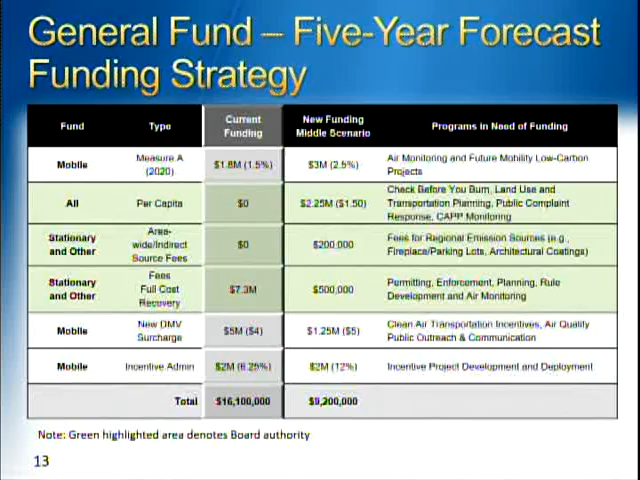 General Fund – Five-Year Forecast
Funding Strategy
Fund Type Current Funding New Funding Middle Scenario Programs in Need of Funding
Mobile Measure A (2020) $1.8M (1.5%) $3M (2.5%) Air Monitoring and Future Mobility Low-Carbon Projects
All Per Capita $0 $2.25M ($1.50) Check Before You Burn, Land Use and Transportation Planning, Public Complaint Response, CAPP Monitoring
Stationary and Other Area-wide/Indirect Source Fees $0 $200,000 Fees for Regional Emission Sources (e.g., Fireplace/Parking Lots, Architectural Coatings)
Stationary and Other Fees Full Cost Recovery $7.3M $500,000 Permitting, Enforcement, Planning, Rule Development and Air Monitoring
Mobile New DMV Surcharge $5M ($4) $1.25M ($5) Clean Air Transportation Incentives, Air Quality Public Outreach & Communication
Mobile Incentive Admin $2M (6.25%) $2M (12%) Incentive Project Development and Deployment
Total $16,100,000 $9,200,000
Note: Green highlighted area denotes Board authority
13